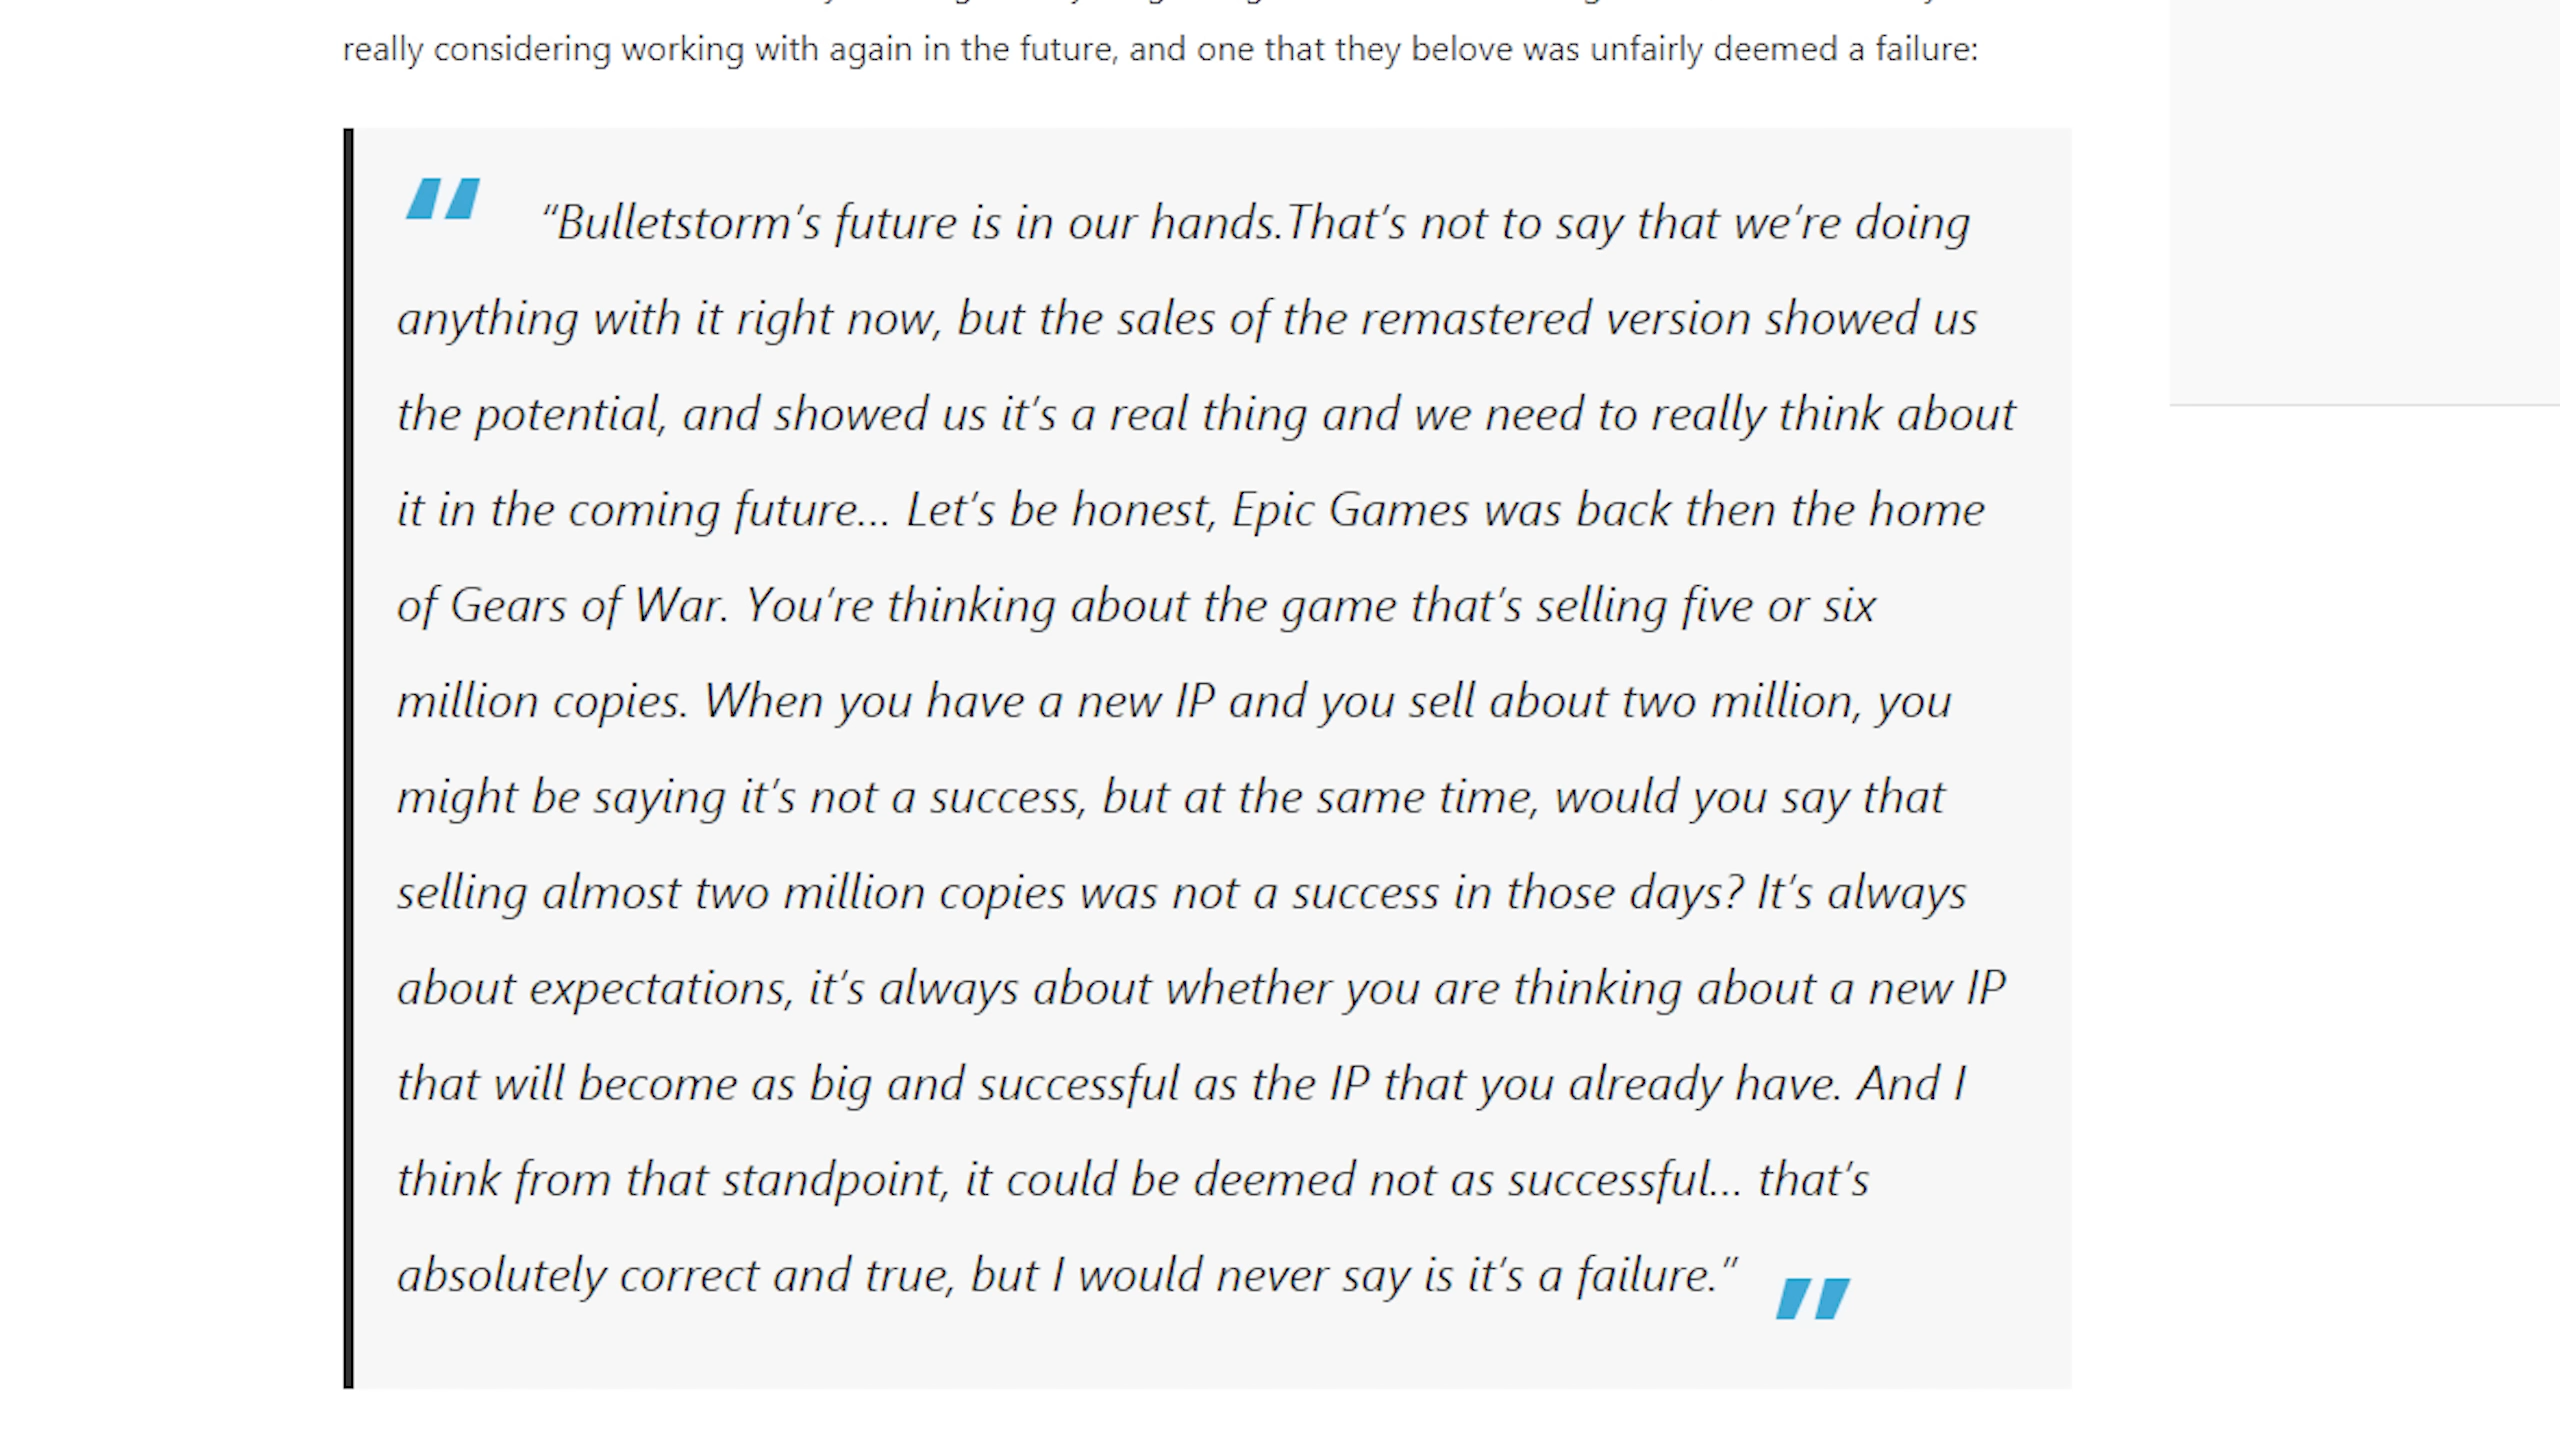 really considering working with again in the future, and one that they belove was unfairly deemed a failure:
“Bulletstorm’s future is in our hands.That’s not to say that we’re doing
anything with it right now, but the sales of the remastered version showed us
the potential, and showed us it’s a real thing and we need to really think about
it in the coming future... Let’s be honest, Epic Games was back then the home
of Gears of War. You’re thinking about the game that’s selling five or six
million copies. When you have a new IP and you sell about two million, you
might be saying it’s not a success, but at the same time, would you say that
selling almost two million copies was not a success in those days? It’s always
about expectations, it’s always about whether you are thinking about a new IP
that will become as big and successful as the IP that you already have. And I
think from that standpoint, it could be deemed not as successful... that’s
absolutely correct and true, but I would never say is it’s a failure.”